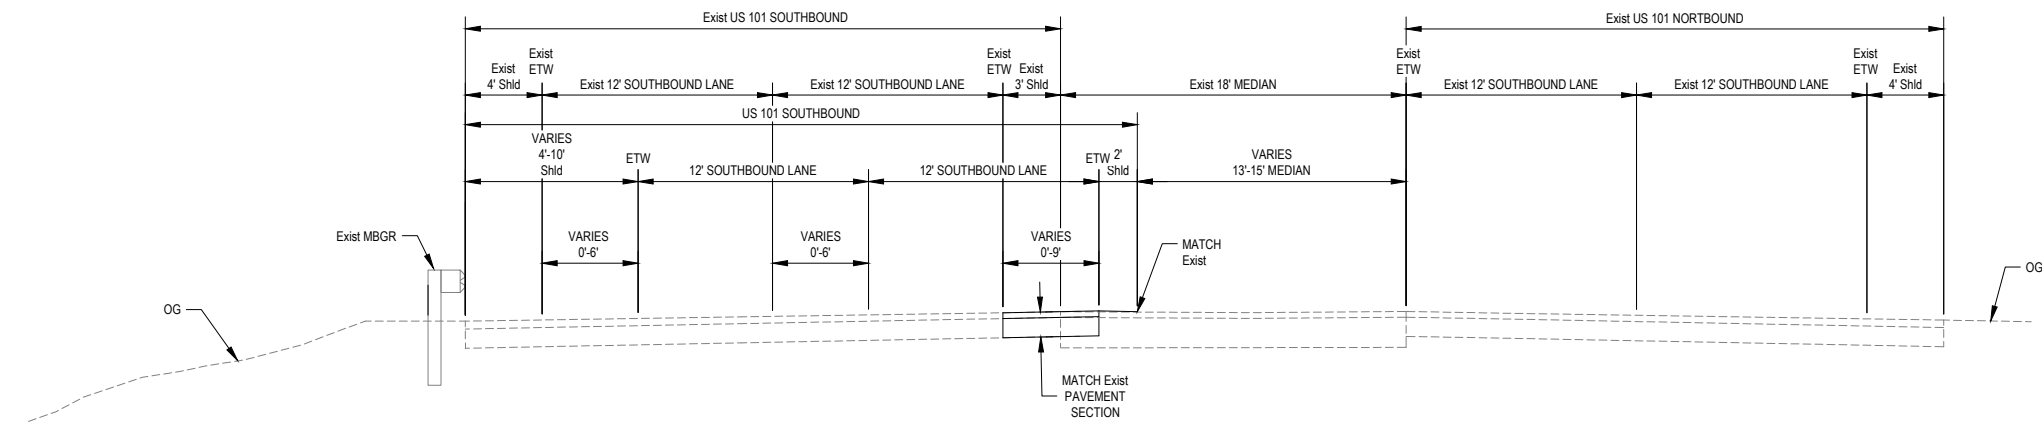 Exist US 101 SOUTHBOUND
Exist US 101 NORTBOUND
Exist
4' Shld
Exist
ETW
Exist 12' SOUTHBOUND LANE
Exist 12' SOUTHBOUND LANE
Exist
ETW
Exist
3' Shld
Exist 18' MEDIAN
Exist
ETW
Exist 12' SOUTHBOUND LANE
Exist 12' SOUTHBOUND LANE
Exist
ETW
Exist
4' Shld
US 101 SOUTHBOUND
VARIES
4'-10'
Shld
ETW
12' SOUTHBOUND LANE
12' SOUTHBOUND LANE
ETW
2'
Shld
VARIES
13'-15' MEDIAN
Exist MBGR
VARIES
0'-6'
VARIES
0'-6'
VARIES
0'-9'
MATCH
Exist
OG
OG
MATCH Exist
PAVEMENT
SECTION